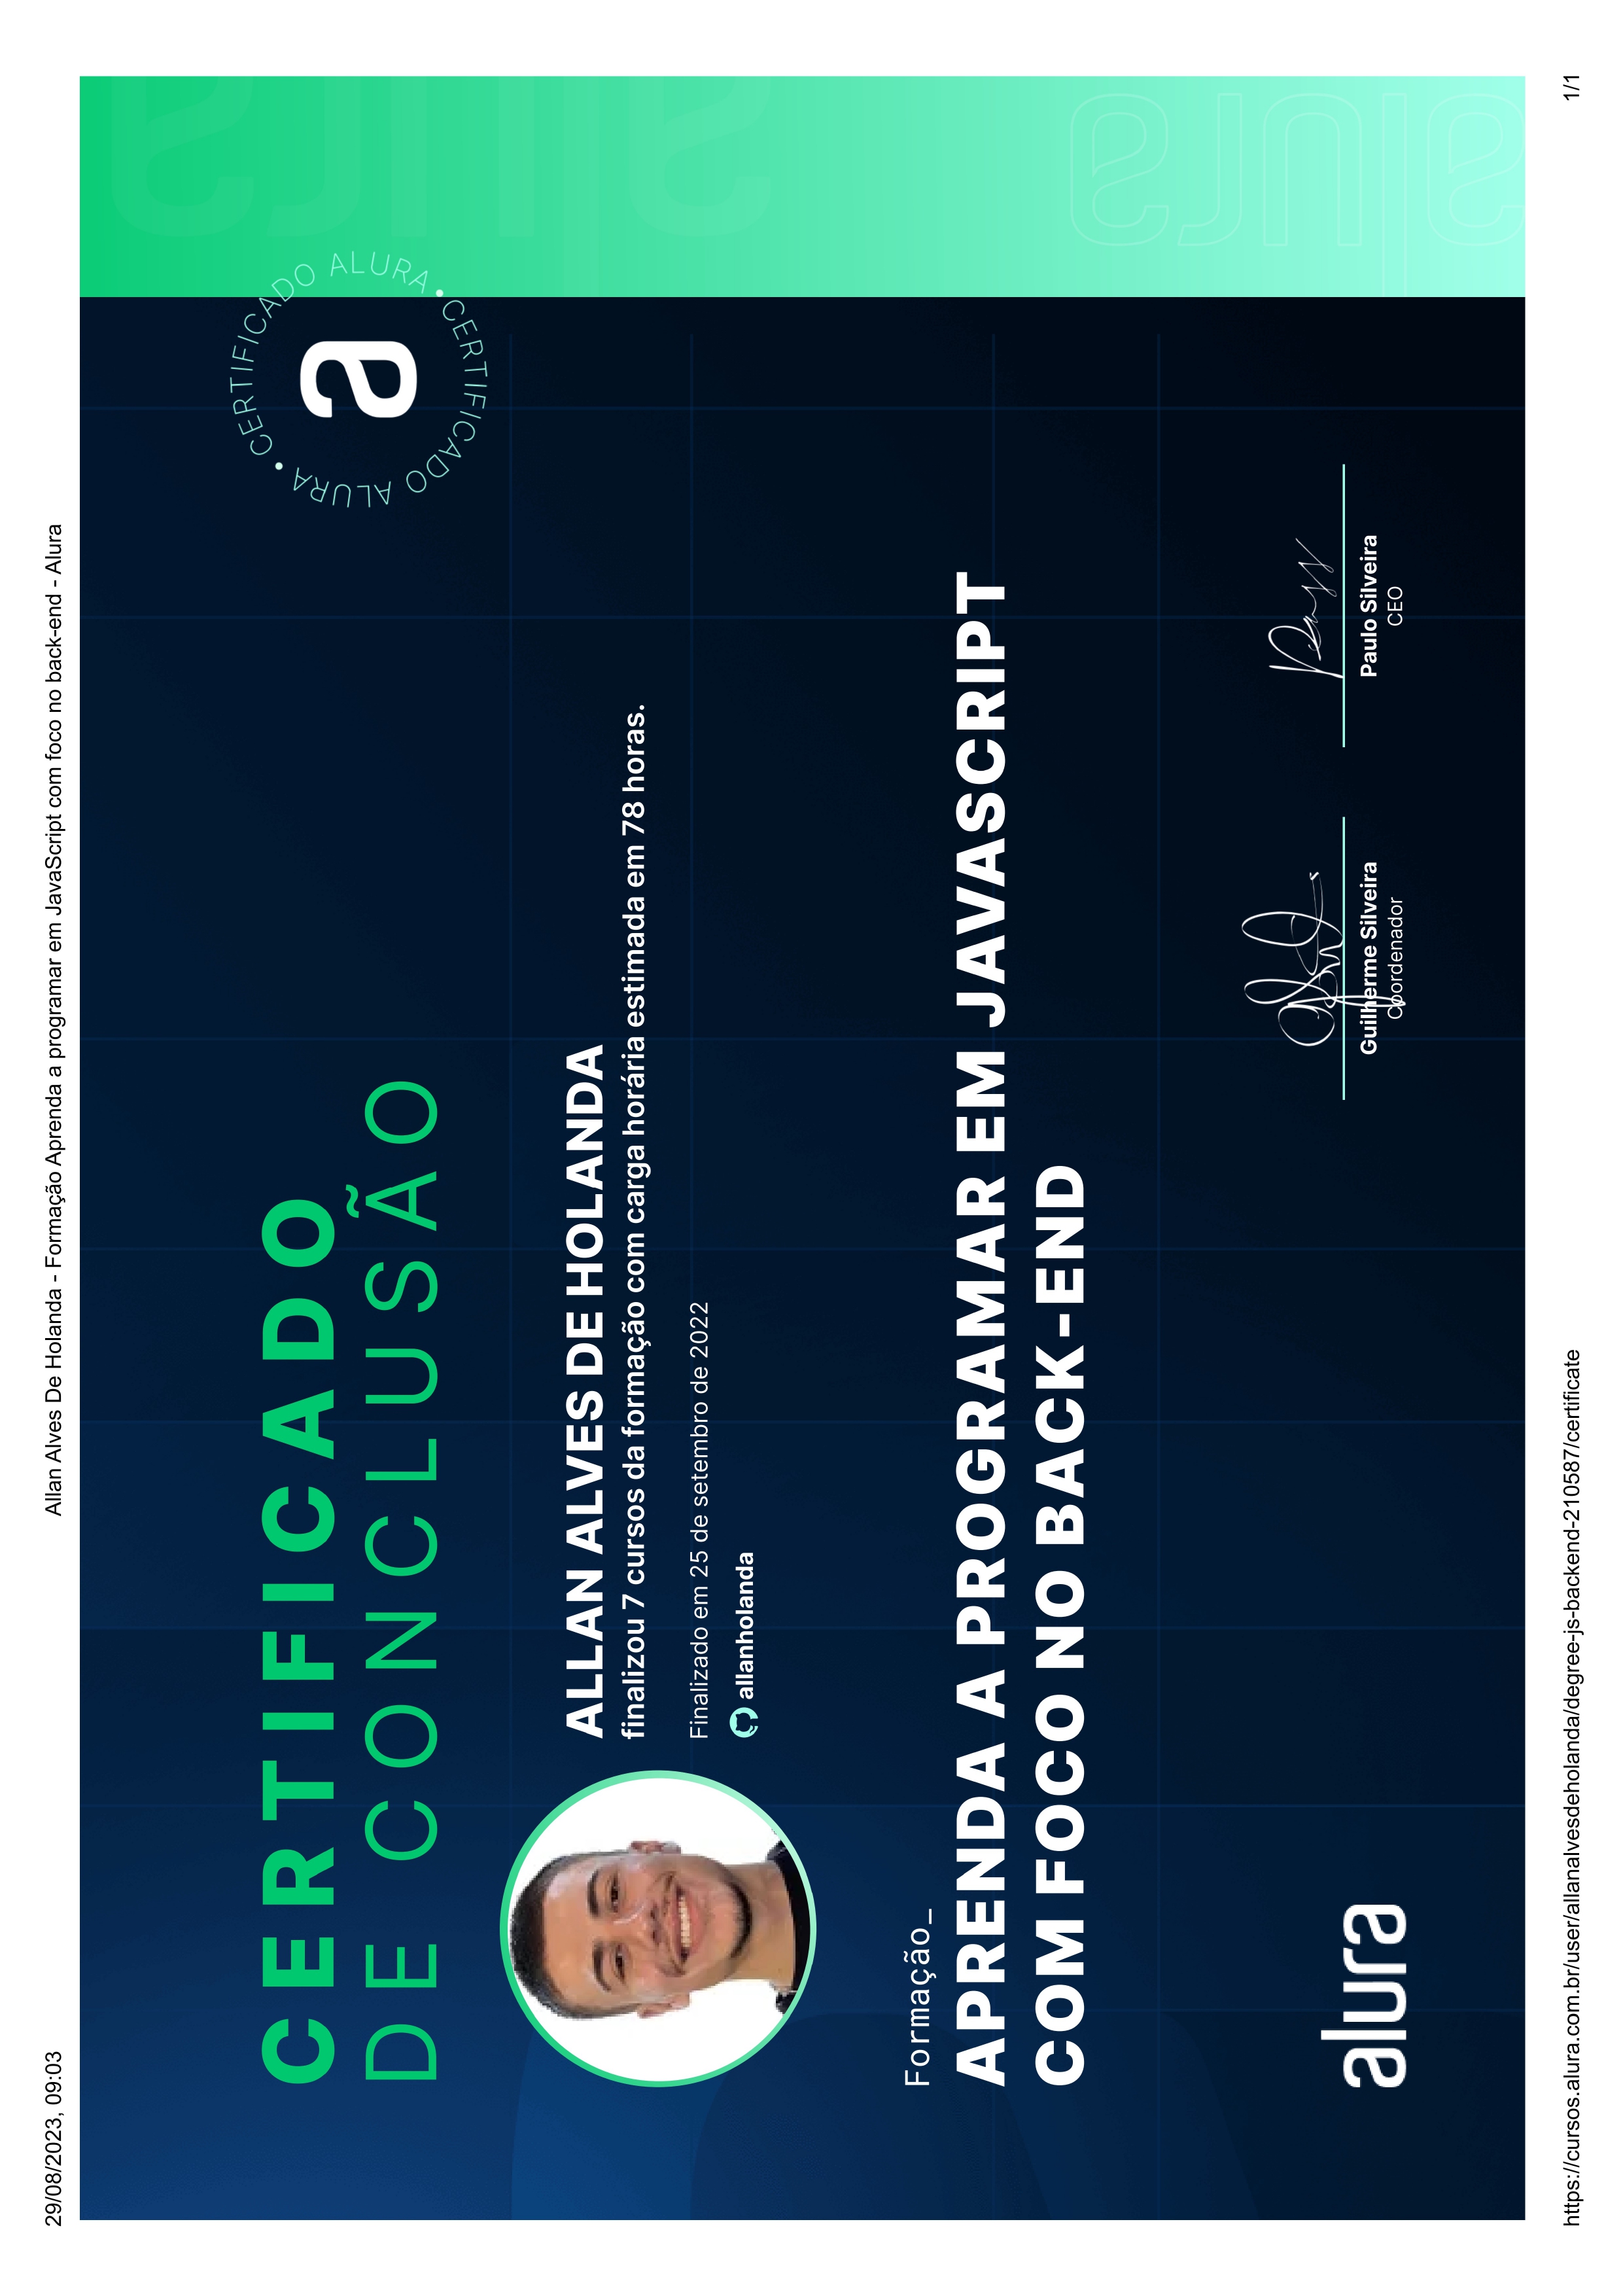 29/08/2023, 09:03
Allan Alves De Holanda - Formação Aprenda a programar em JavaScript com foco no back-end - Alura
CERTIFICADO
DE CONCLUSÃO
• CERTIFICADO ALURA • CERTIFICADO ALURA
a
ALLAN ALVES DE HOLANDA
finalizou 7 cursos da formação com carga horária estimada em 78 horas.
Finalizado em 25 de setembro de 2022
allanholanda
Formação_
APRENDA A PROGRAMAR EM JAVASCRIPT
COM FOCO NO BACK-END
alura
Guilherme Silveira
Coordenador
Paulo Silveira
CEO
alura
alura
https://cursos.alura.com.br/user/allanalvesdeholanda/degree-js-backend-210587/certificate
1/1